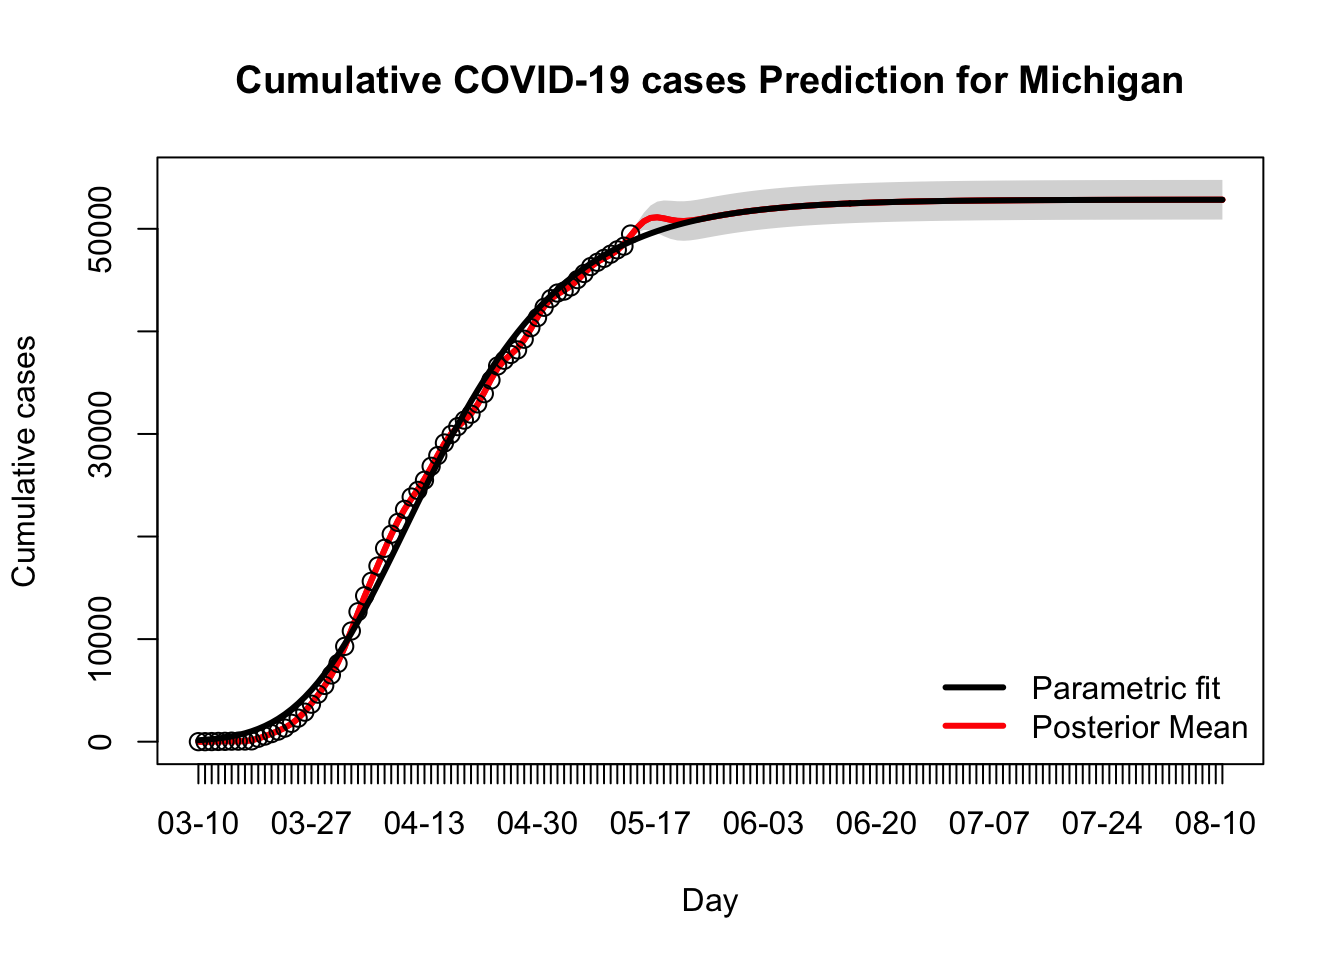 Cumulative COVID-19 cases Prediction for Michigan
Cumulative cases
50000
30000
10000
0
Parametric fit
Posterior Mean
03-10 03-27 04-13 04-30 05-17 06-03 06-20 07-07 07-24 08-10
Day